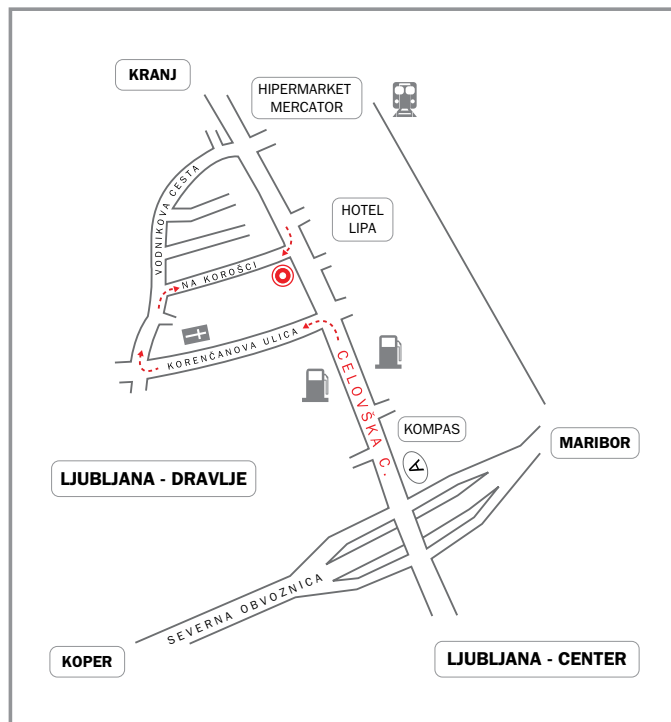 KRANJ
HIPERMARKET
MERCATOR
VODNIKOVA CESTA
HOTEL
LIPA
NA KOROŠCI
KORENČANOVA ULICA
CELOVŠKA C.
KOMPAS
A
MARIBOR
LJUBLJANA - DRAVLJE
SEVERNA OBVOZNICA
KOPER
LJUBLJANA - CENTER